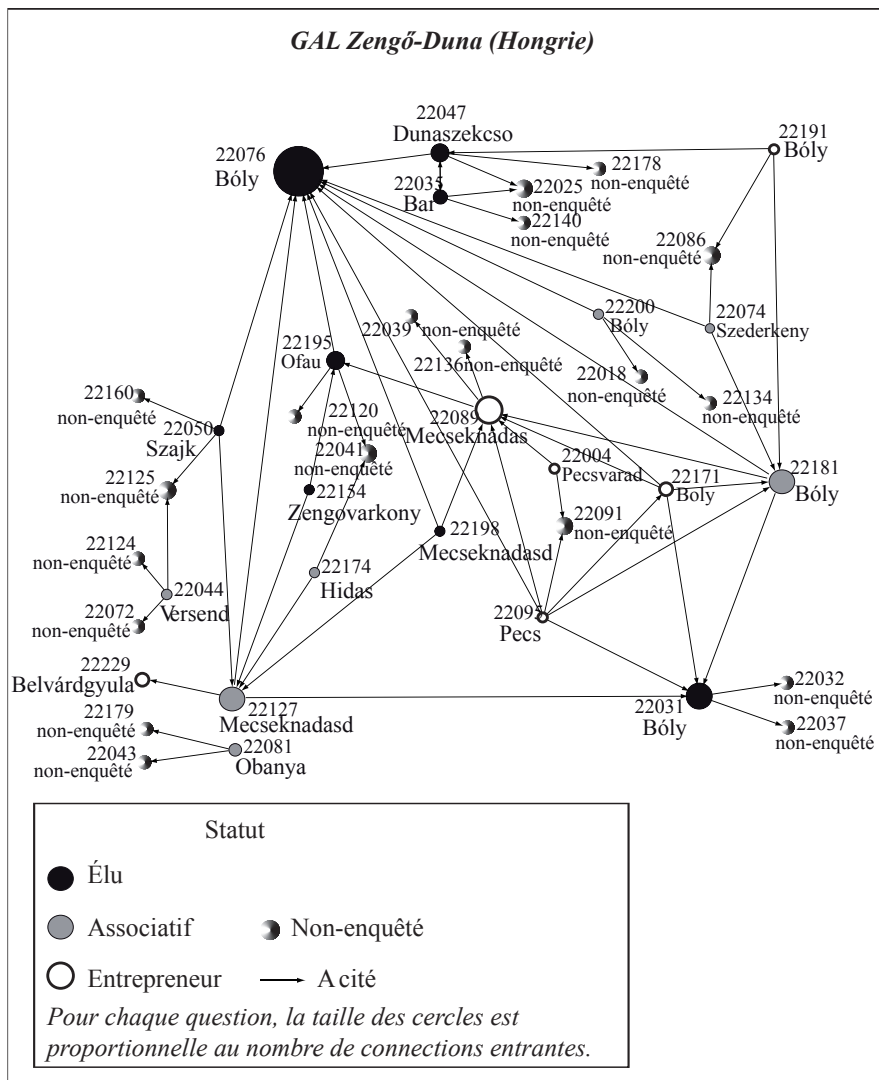 GAL Zengő-Duna (Hongrie)
22047
Dunaszekcso
22076
Bóly
22191
Bóly
22178
non-enquêté
22035
Bar
22025
non-enquêté
22140
non-enquêté
22086
non-enquêté
22200
Bóly
22074
Szederkeny
22039
non-enquêté
22195
Ofau
22136 non-enquêté
22018
non-enquêté
22134
non-enquêté
22160
non-enquêté
22050
Szajk
22120
non-enquêté
22089
Mecseknadas
22041
non-enquêté
22004
Pecsvarad
22171
Boly
22181
Bóly
22125
non-enquêté
22154
Zengovarkony
22198
Mecseknadasd
22091
non-enquêté
22124
non-enquêté
22174
Hidas
22044
Versend
22072
non-enquêté
22095
Pecs
22229
Belvárdgyula
22127
Mecseknadasd
22031
Bóly
22032
non-enquêté
22037
non-enquêté
22179
non-enquêté
22043
non-enquêté
22081
Obanya
Statut
Élu
Associatif
Non-enquêté
Entrepreneur
A cité
Pour chaque question, la taille des cercles est
proportionnelle au nombre de connections entrantes.